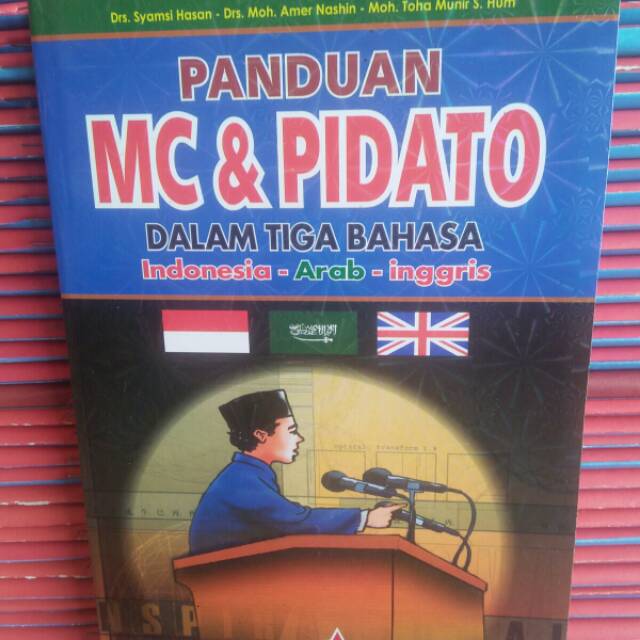 Drs. Syamsi Hasan - Drs. Moh. Amer Nashin - Moh. Toha Munir S. Hum
PANDUAN
MC & PIDATO
DALAM TIGA BAHASA
Indonesia - Arab - inggris